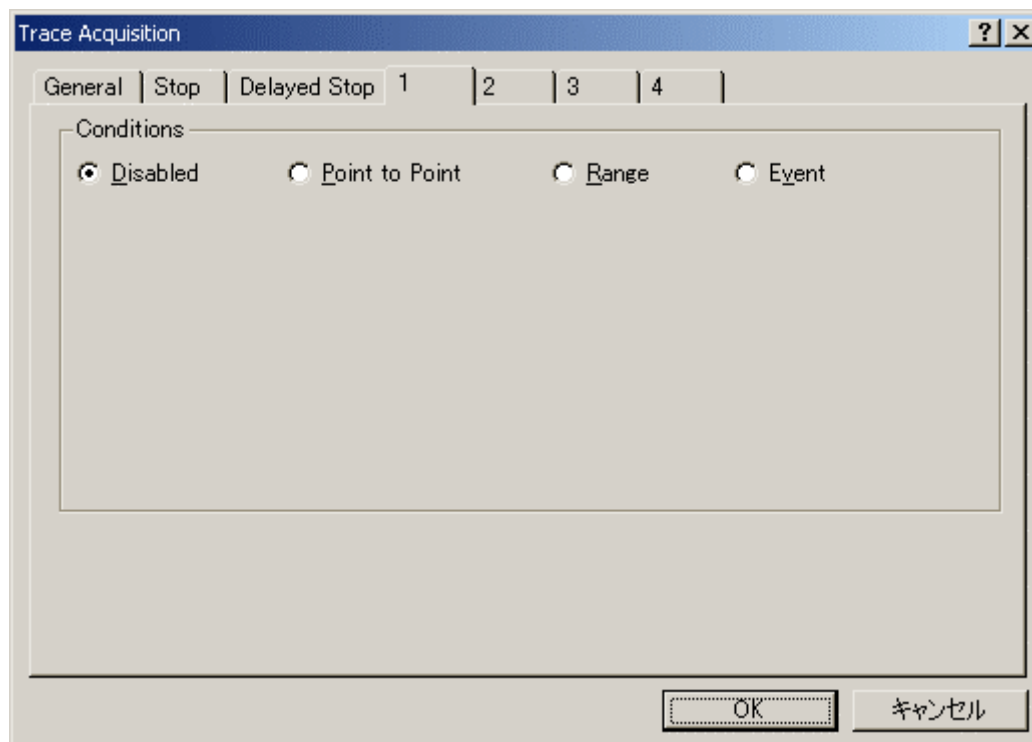 Trace Acquisition
General Stop Delayed Stop 1 2 3 4
Conditions
Disabled Point to Point Range Event
OK キャンセル